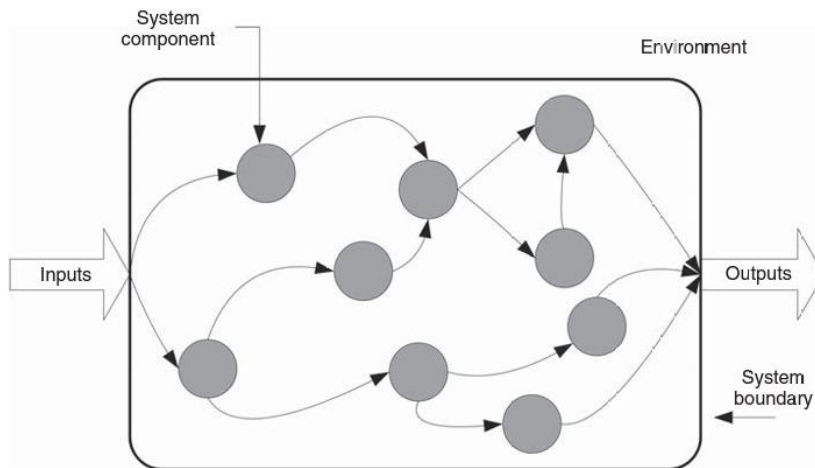 System
component
Environment
Inputs
Outputs
System
boundary